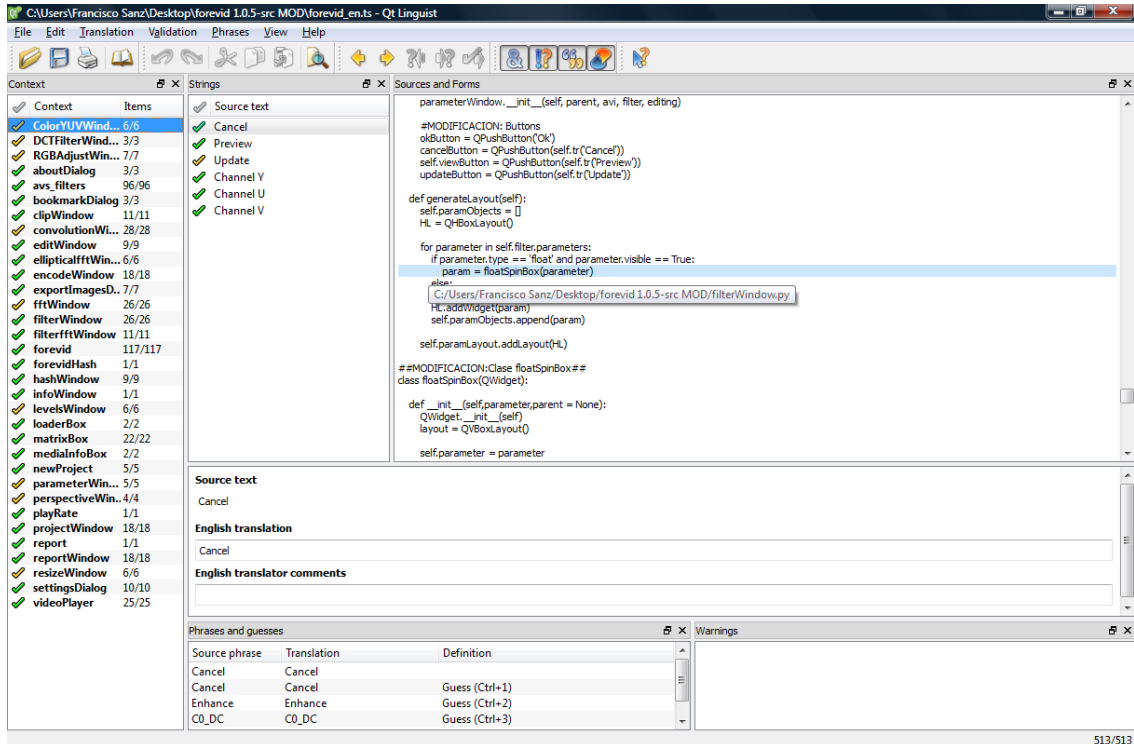 C:\Users\Francisco Sanz\Desktop\forevid 1.0.5-src MOD\forevid_en.ts - Qt Linguist
File Edit Translation Validation Phrases View Help
Context
Context Items
ColorYUVWind... 6/6
DCTFilterWind... 3/3
RGBAdjustWin... 7/7
aboutDialog 3/3
avs_filters 96/96
bookmarkDialog 3/3
clipWindow 11/11
convolutionWi... 28/28
editWindow 9/9
ellipticalfftWin... 6/6
encodeWindow 18/18
exportImagesD.. 7/7
fftWindow 26/26
filterWindow 26/26
filterfftWindow 11/11
forevid 117/117
forevidHash 1/1
hashWindow 9/9
infoWindow 1/1
levelsWindow 6/6
loaderBox 2/2
matrixBox 22/22
mediaInfoBox 2/2
newProject 5/5
parameterWin... 5/5
perspectiveWin.. 4/4
playRate 1/1
projectWindow 18/18
report 1/1
reportWindow 18/18
resizeWindow 6/6
settingsDialog 10/10
videoPlayer 25/25
Strings
Source text
Cancel
Preview
Update
Channel Y
Channel U
Channel V
Sources and Forms
parameterWindow.__init__(self, parent, avi, filter, editing)
#MODIFICACION: Buttons
okButton = QPushButton('Ok')
cancelButton = QPushButton(self.tr('Cancel'))
self.viewButton = QPushButton(self.tr('Preview'))
updateButton = QPushButton(self.tr('Update'))
def generateLayout(self):
self.paramObjects = []
HL = QHBoxLayout()
for parameter in self.filter.parameters:
if parameter.type == 'float' and parameter.visible == True:
param = floatSpinBox(parameter)
else:
C:/Users/Francisco Sanz/Desktop/forevid 1.0.5-src MOD/filterWindow.py
HL.addWidget(param)
self.paramObjects.append(param)
self.paramLayout.addLayout(HL)
##MODIFICACION:Clase floatSpinBox##
class floatSpinBox(QWidget):
def __init__(self,parameter,parent = None):
QWidget.__init__(self)
layout = QVBoxLayout()
self.parameter = parameter
Source text
Cancel
English translation
Cancel
English translator comments
Phrases and guesses
Source phrase Translation Definition
Cancel Cancel
Cancel Cancel Guess (Ctrl+1)
Enhance Enhance Guess (Ctrl+2)
C0_DC C0_DC Guess (Ctrl+3)
Warnings
513/513